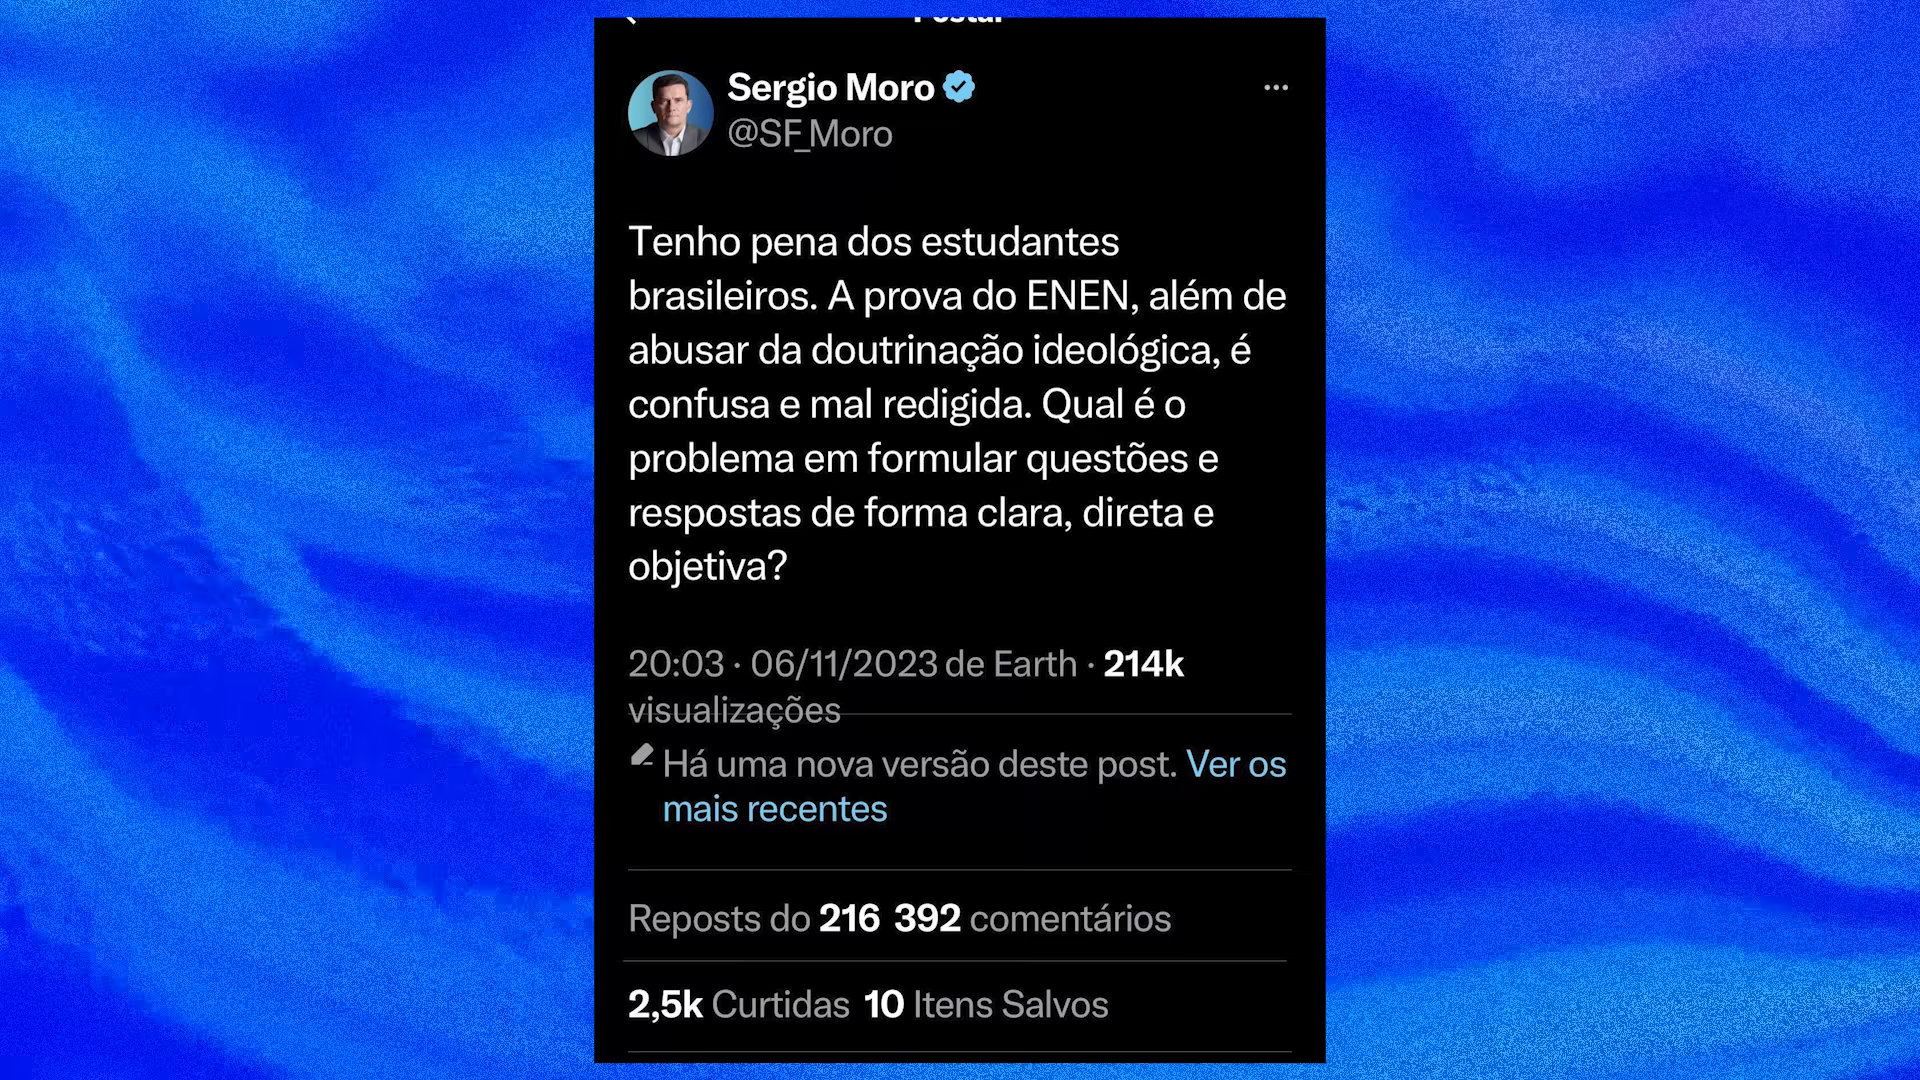 Postar
Sergio Moro
@SF_Moro
Tenho pena dos estudantes
brasileiros. A prova do ENEN, além de
abusar da doutrinação ideológica, é
confusa e mal redigida. Qual é o
problema em formular questões e
respostas de forma clara, direta e
objetiva?
20:03 · 06/11/2023 de Earth · 214k
visualizações
Há uma nova versão deste post. Ver os
mais recentes
Reposts do 216 392 comentários
2,5k Curtidas 10 Itens Salvos